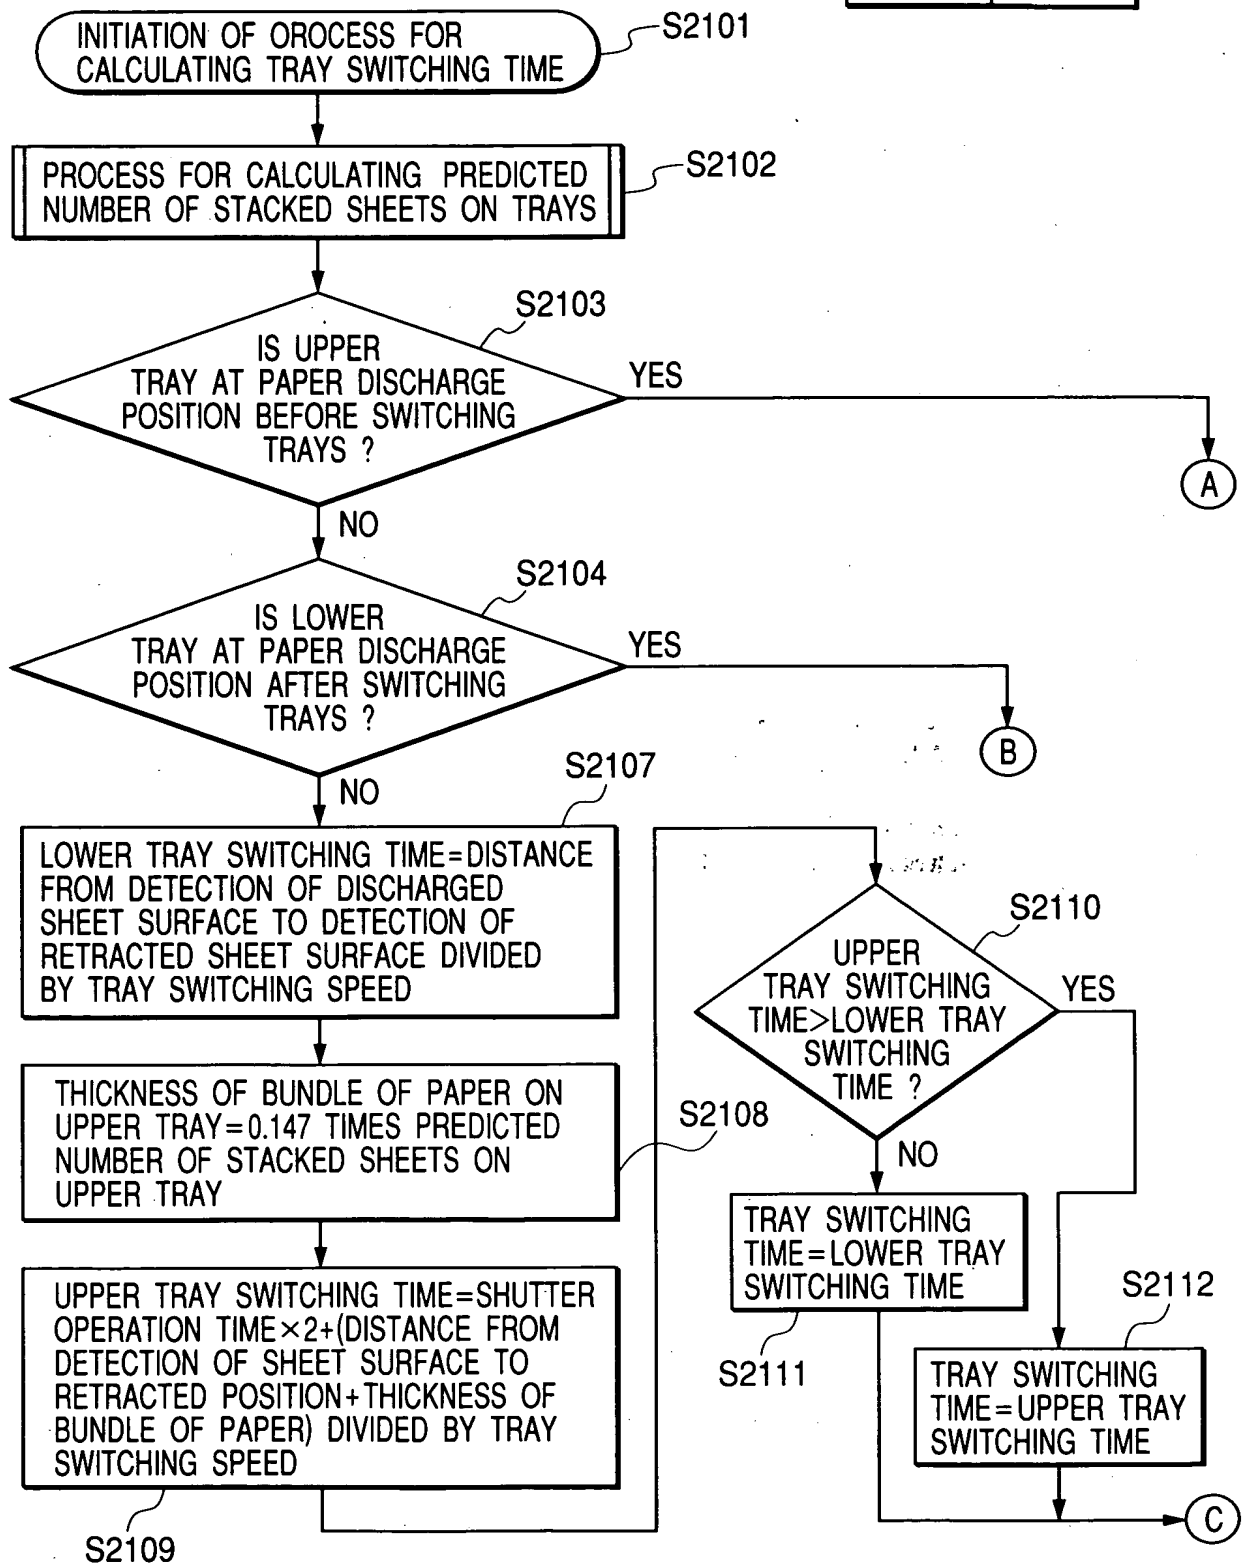 INITIATION OF OROCESS FOR
CALCULATING TRAY SWITCHING TIME
S2101
PROCESS FOR CALCULATING PREDICTED
NUMBER OF STACKED SHEETS ON TRAYS
S2102
S2103
IS UPPER
TRAY AT PAPER DISCHARGE
POSITION BEFORE SWITCHING
TRAYS ?
YES
A
NO
S2104
IS LOWER
TRAY AT PAPER DISCHARGE
POSITION AFTER SWITCHING
TRAYS ?
YES
B
NO
S2107
LOWER TRAY SWITCHING TIME=DISTANCE
FROM DETECTION OF DISCHARGED
SHEET SURFACE TO DETECTION OF
RETRACTED SHEET SURFACE DIVIDED
BY TRAY SWITCHING SPEED
THICKNESS OF BUNDLE OF PAPER ON
UPPER TRAY=0.147 TIMES PREDICTED
NUMBER OF STACKED SHEETS ON
UPPER TRAY
S2108
UPPER TRAY SWITCHING TIME=SHUTTER
OPERATION TIME×2+(DISTANCE FROM
DETECTION OF SHEET SURFACE TO
RETRACTED POSITION+THICKNESS OF
BUNDLE OF PAPER) DIVIDED BY TRAY
SWITCHING SPEED
S2109
S2110
UPPER
TRAY SWITCHING
TIME>LOWER TRAY
SWITCHING
TIME ?
YES
NO
TRAY SWITCHING
TIME=LOWER TRAY
SWITCHING TIME
S2111
S2112
TRAY SWITCHING
TIME=UPPER TRAY
SWITCHING TIME
C